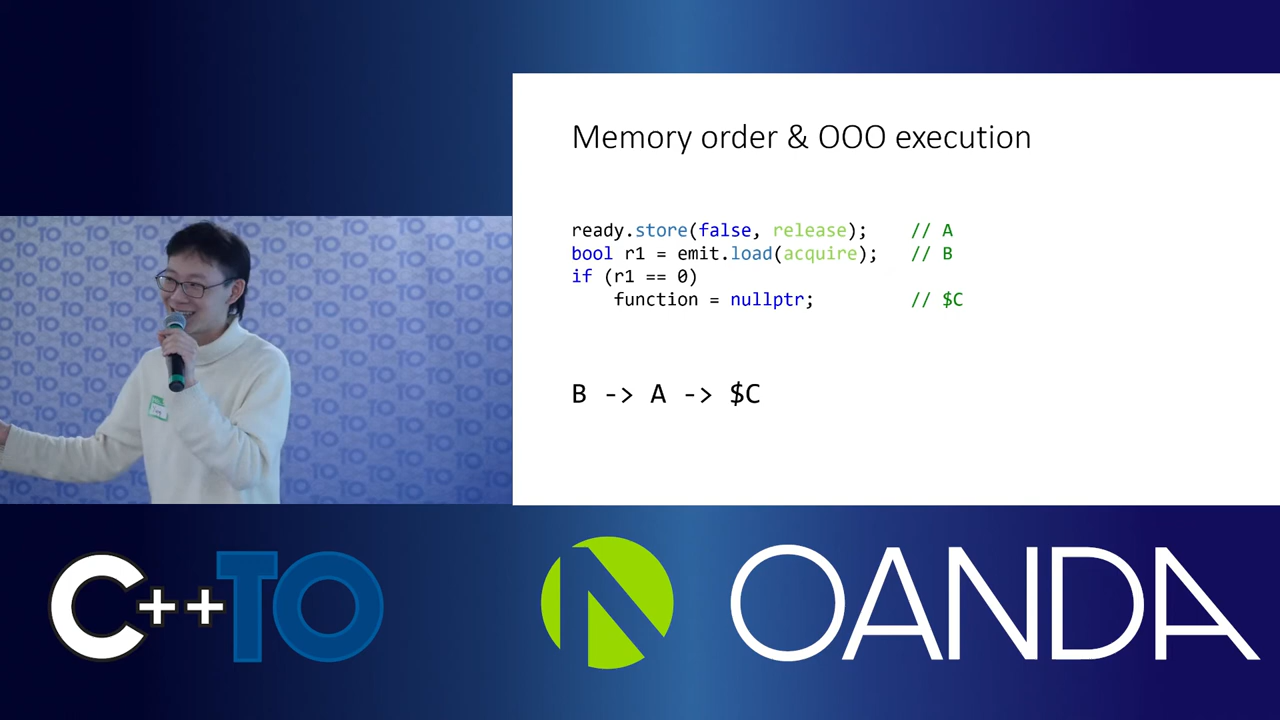 Memory order & OOO execution
ready.store(false, release); // A
bool r1 = emit.load(acquire); // B
if (r1 == 0)
function = nullptr; // $C
B -> A -> $C
C++TO
OANDA